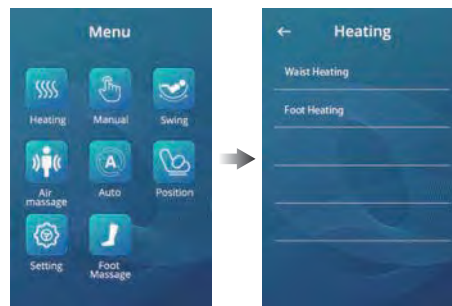 Menu
Heating
Manual
Swing
Air
massage
A
Auto
Position
Setting
Foot
Massage
Heating
Waist Heating
Foot Heating